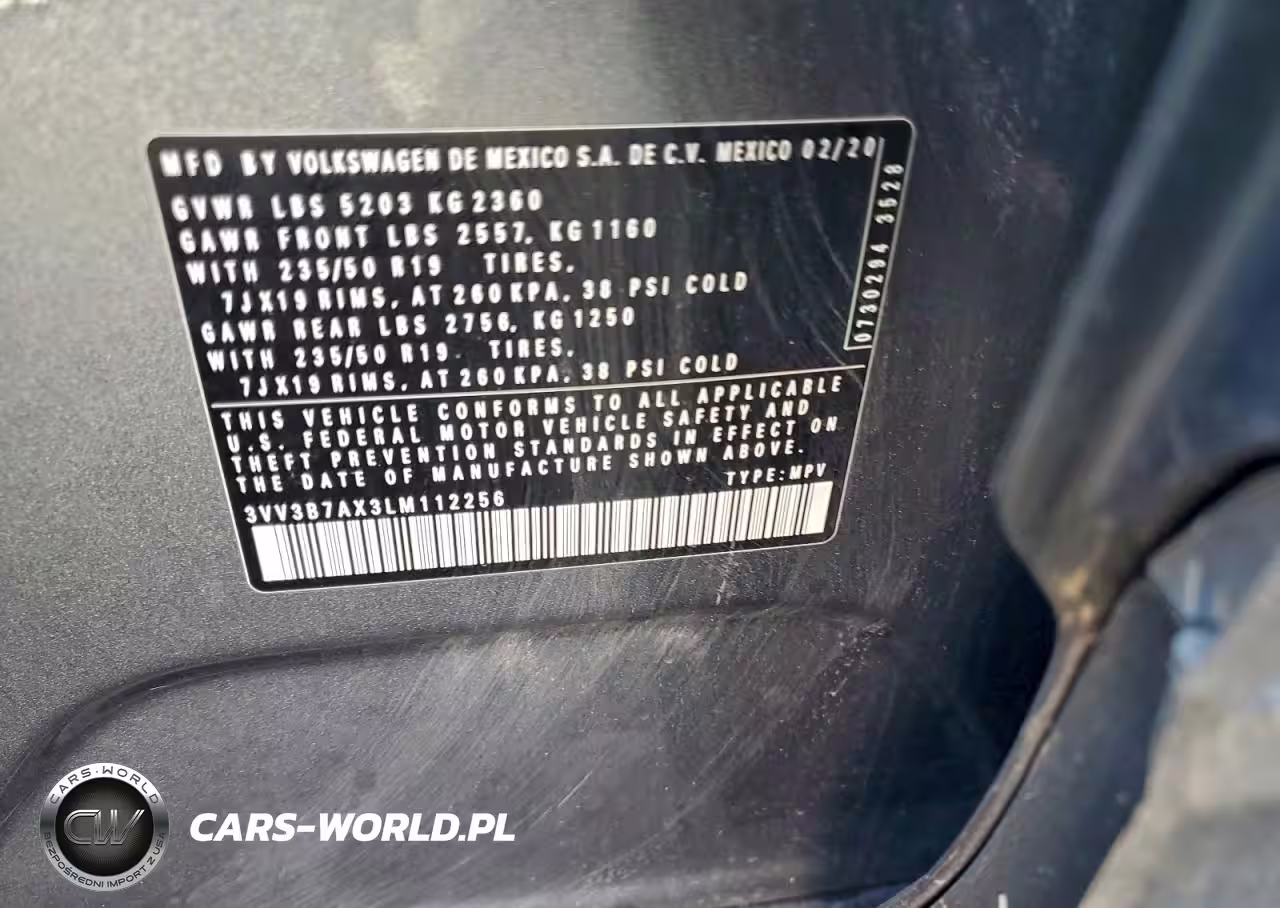 MFD BY VOLKSWAGEN DE MEXICO S.A. DE C.V. MEXICO 02/20
GVWR LBS 5203 KG 2360
GAWR FRONT LBS 2557, KG 1160
WITH 235/50 R19 TIRES,
7JX19 RIMS, AT 260 KPA, 38 PSI COLD
GAWR REAR LBS 2756, KG 1250
WITH 235/50 R19 TIRES,
7JX19 RIMS, AT 260 KPA, 38 PSI COLD
0730294 3528
THIS VEHICLE CONFORMS TO ALL APPLICABLE
U.S. FEDERAL MOTOR VEHICLE SAFETY AND
THEFT PREVENTION STANDARDS IN EFFECT ON
THE DATE OF MANUFACTURE SHOWN ABOVE.
TYPE: MPV
3VV3B7AX3LM112256
CARS-WORLD
CW
BEZPOŚREDNI IMPORT Z USA
CARS-WORLD.PL